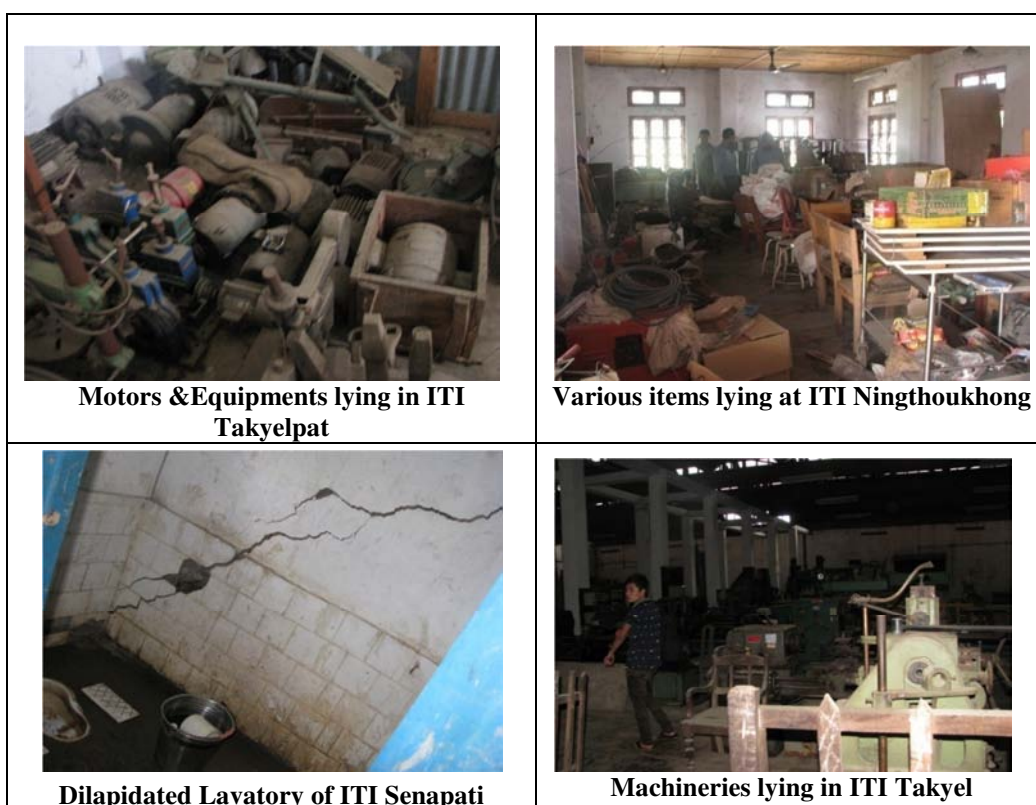 Motors &Equipments lying in ITI
Takyelpat
Various items lying at ITI Ningthoukhong
Dilapidated Lavatory of ITI Senapati
Machineries lying in ITI Takyel